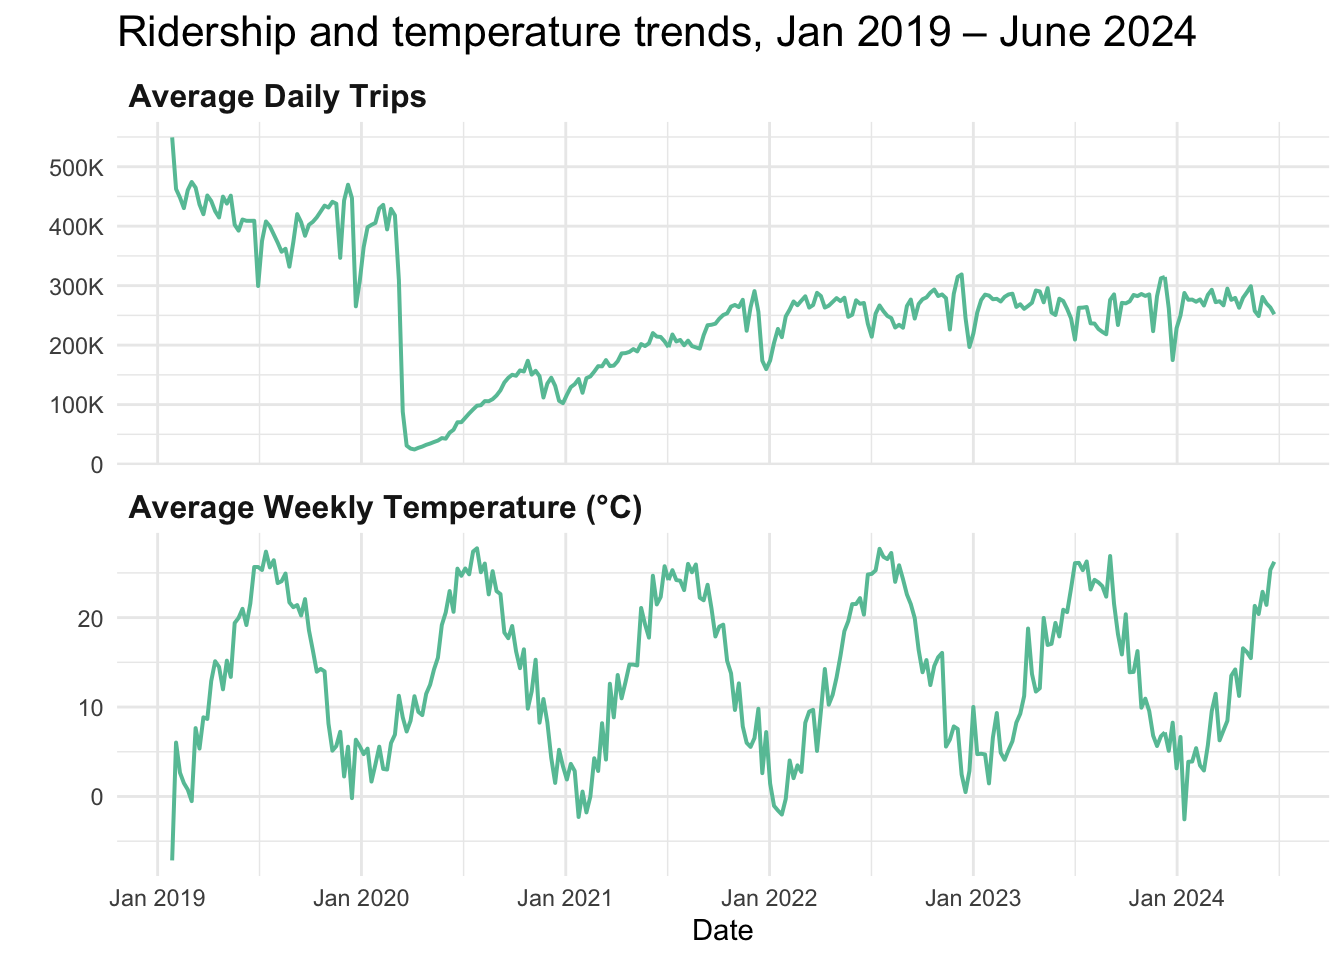 Ridership and temperature trends, Jan 2019 – June 2024
Average Daily Trips
500K
400K
300K
200K
100K
0
Average Weekly Temperature (°C)
20
10
0
Jan 2019 Jan 2020 Jan 2021 Jan 2022 Jan 2023 Jan 2024
Date